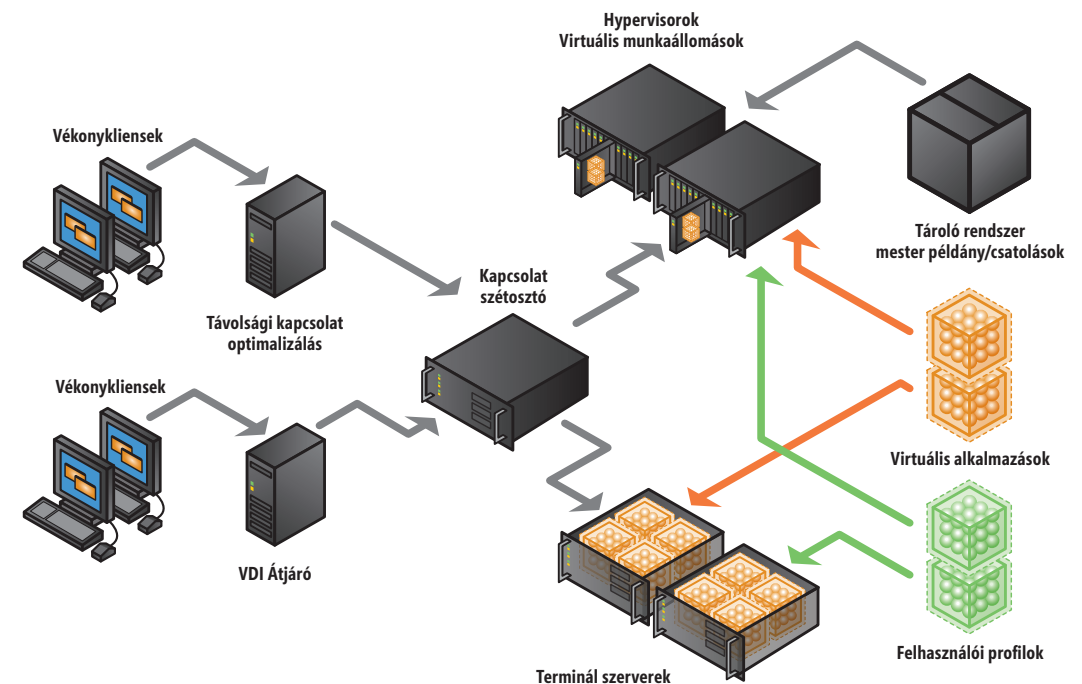 Hypervisorok
Virtuális munkaállomások
Vékonykliensek
Tároló rendszer
mester példány/csatolások
Kapcsolat
szétosztó
Távolsági kapcsolat
optimalizálás
Vékonykliensek
Virtuális alkalmazások
VDI Átjáró
Felhasználói profilok
Terminál szerverek